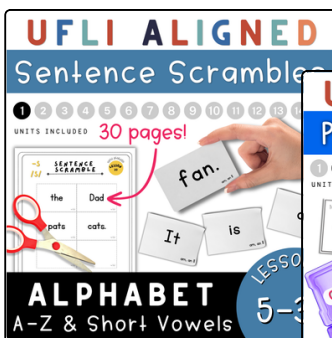 UFLI ALIGNED
Sentence Scrambles
1 2 3 4 5 6 7 8 9 10 11 12 13
UNITS INCLUDED
30 pages!
SENTENCE
SCRAMBLE
the Dad
pats cats.
fan.
It
is
ALPHABET
A-Z & Short Vowels
LESSO
5-3